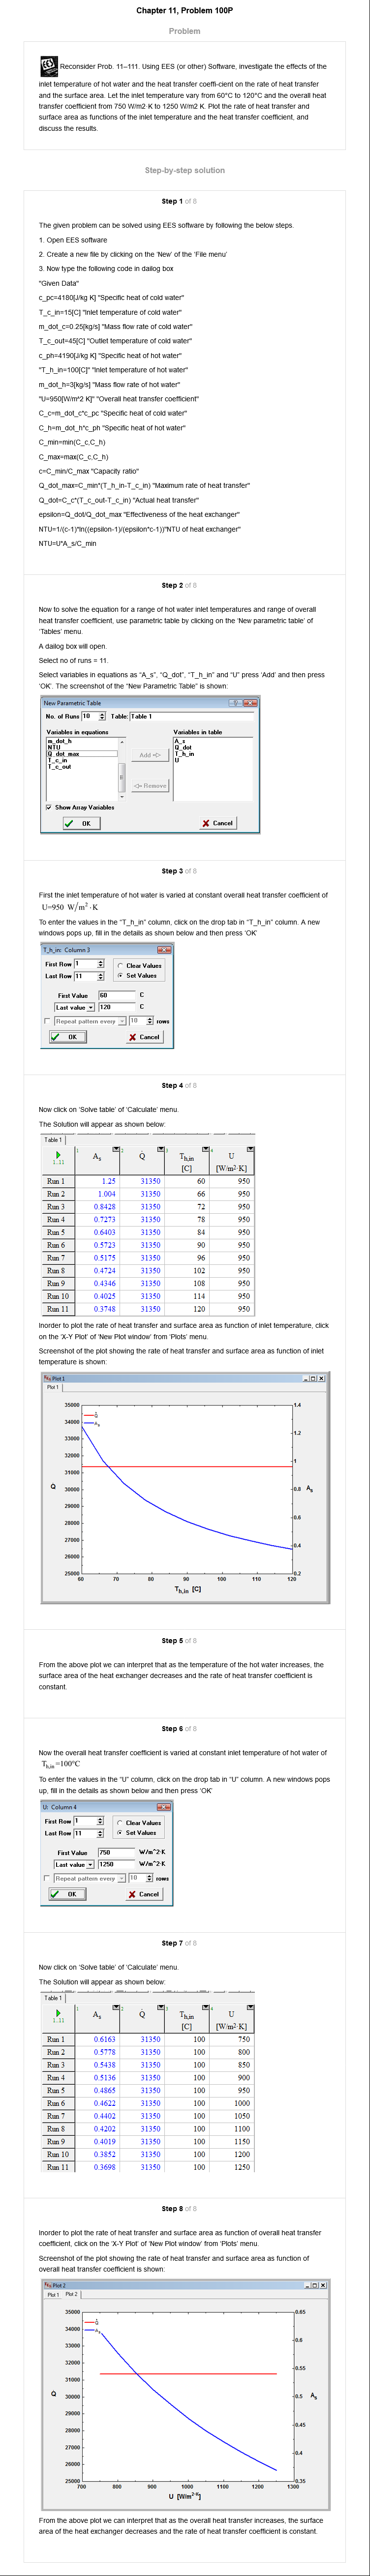 Chapter 11, Problem 100P
Problem
Reconsider Prob. 11–111. Using EES (or other) Software, investigate the effects of the
inlet temperature of hot water and the heat transfer coeffi-cient on the rate of heat transfer
and the surface area. Let the inlet temperature vary from 60°C to 120°C and the overall heat
transfer coefficient from 750 W/m2·K to 1250 W/m2 K. Plot the rate of heat transfer and
surface area as functions of the inlet temperature and the heat transfer coefficient, and
discuss the results.
Step-by-step solution
Step 1 of 8
The given problem can be solved using EES software by following the below steps.
1. Open EES software
2. Create a new file by clicking on the 'New' of the 'File menu'
3. Now type the following code in dailog box
"Given Data"
c_pc=4180[J/kg K] "Specific heat of cold water"
T_c_in=15[C] "Inlet temperature of cold water"
m_dot_c=0.25[kg/s] "Mass flow rate of cold water"
T_c_out=45[C] "Outlet temperature of cold water"
c_ph=4190[J/kg K] "Specific heat of hot water"
"T_h_in=100[C]" "Inlet temperature of hot water"
m_dot_h=3[kg/s] "Mass flow rate of hot water"
"U=950[W/m^2 K]" "Overall heat transfer coefficient"
C_c=m_dot_c*c_pc "Specific heat of cold water"
C_h=m_dot_h*c_ph "Specific heat of hot water"
C_min=min(C_c,C_h)
C_max=max(C_c,C_h)
c=C_min/C_max "Capacity ratio"
Q_dot_max=C_min*(T_h_in-T_c_in) "Maximum rate of heat transfer"
Q_dot=C_c*(T_c_out-T_c_in) "Actual heat transfer"
epsilon=Q_dot/Q_dot_max "Effectiveness of the heat exchanger"
NTU=1/(c-1)*ln((epsilon-1)/(epsilon*c-1))"NTU of heat exchanger"
NTU=U*A_s/C_min
Step 2 of 8
Now to solve the equation for a range of hot water inlet temperatures and range of overall
heat transfer coefficient, use parametric table by clicking on the 'New parametric table' of
'Tables' menu.
A dailog box will open.
Select no of runs = 11.
Select variables in equations as "A_s", "Q_dot", "T_h_in" and "U" press 'Add' and then press
'OK'. The screenshot of the "New Parametric Table" is shown:
New Parametric Table
No. of Runs 10 Table: Table 1
Variables in equations Variables in table
m_dot_h A_s
NTU Q_dot
Q_dot_max T_h_in
T_c_in U
T_c_out
Add
Remove
Show Array Variables
OK Cancel
Step 3 of 8
First the inlet temperature of hot water is varied at constant overall heat transfer coefficient of
U=950 W/m²·K
To enter the values in the "T_h_in" column, click on the drop tab in "T_h_in" column. A new
windows pops up, fill in the details as shown below and then press 'OK'
T_h_in: Column 3
First Row 1 Clear Values
Last Row 11 Set Values
First Value 60 C
Last value 120 C
Repeat pattern every 10 rows
OK Cancel
Step 4 of 8
Now click on 'Solve table' of 'Calculate' menu.
The Solution will appear as shown below:
Table 1
1..11 1 As 2 Q̇ 3 Th,in [C] 4 U [W/m²·K]
Run 1 1.25 31350 60 950
Run 2 1.004 31350 66 950
Run 3 0.8428 31350 72 950
Run 4 0.7273 31350 78 950
Run 5 0.6403 31350 84 950
Run 6 0.5723 31350 90 950
Run 7 0.5175 31350 96 950
Run 8 0.4724 31350 102 950
Run 9 0.4346 31350 108 950
Run 10 0.4025 31350 114 950
Run 11 0.3748 31350 120 950
Inorder to plot the rate of heat transfer and surface area as function of inlet temperature, click
on the 'X-Y Plot' of 'New Plot window' from 'Plots' menu.
Screenshot of the plot showing the rate of heat transfer and surface area as function of inlet
temperature is shown:
Plot 1
Plot 1
35000 1.4
34000
33000 1.2
32000
31000 1
30000 0.8
29000
28000 0.6
27000
26000 0.4
25000 0.2
Q̇
As
Q̇ As
60 70 80 90 100 110 120
Th,in [C]
Step 5 of 8
From the above plot we can interpret that as the temperature of the hot water increases, the
surface area of the heat exchanger decreases and the rate of heat transfer coefficient is
constant.
Step 6 of 8
Now the overall heat transfer coefficient is varied at constant inlet temperature of hot water of
Th,in=100°C
To enter the values in the "U" column, click on the drop tab in "U" column. A new windows pops
up, fill in the details as shown below and then press 'OK'
U: Column 4
First Row 1 Clear Values
Last Row 11 Set Values
First Value 750 W/m^2-K
Last value 1250 W/m^2-K
Repeat pattern every 10 rows
OK Cancel
Step 7 of 8
Now click on 'Solve table' of 'Calculate' menu.
The Solution will appear as shown below:
Table 1
1..11 1 As 2 Q̇ 3 Th,in [C] 4 U [W/m²·K]
Run 1 0.6163 31350 100 750
Run 2 0.5778 31350 100 800
Run 3 0.5438 31350 100 850
Run 4 0.5136 31350 100 900
Run 5 0.4865 31350 100 950
Run 6 0.4622 31350 100 1000
Run 7 0.4402 31350 100 1050
Run 8 0.4202 31350 100 1100
Run 9 0.4019 31350 100 1150
Run 10 0.3852 31350 100 1200
Run 11 0.3698 31350 100 1250
Step 8 of 8
Inorder to plot the rate of heat transfer and surface area as function of overall heat transfer
coefficient, click on the 'X-Y Plot' of 'New Plot window' from 'Plots' menu.
Screenshot of the plot showing the rate of heat transfer and surface area as function of
overall heat transfer coefficient is shown:
Plot 2
Plot 1 Plot 2
35000 0.65
34000
33000 0.6
32000
31000 0.55
30000 0.5
29000
28000 0.45
27000
26000 0.4
25000 0.35
Q̇
As
Q̇ As
700 800 900 1000 1100 1200 1300
U [W/m²-K]
From the above plot we can interpret that as the overall heat transfer increases, the surface
area of the heat exchanger decreases and the rate of heat transfer coefficient is constant.